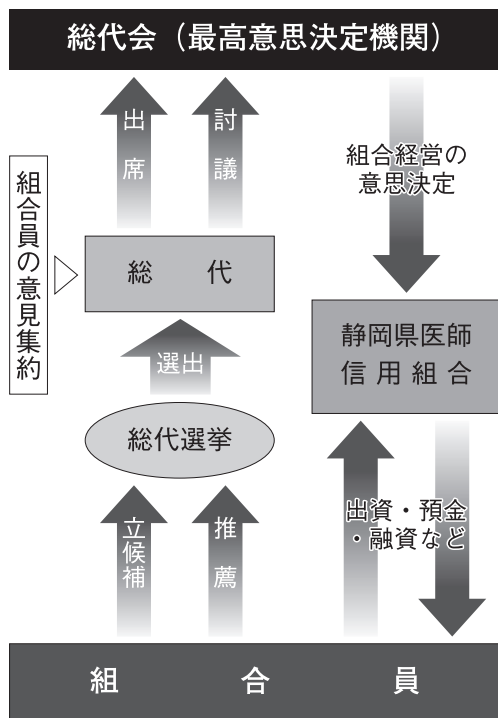 総代会（最高意思決定機関）
出席
討議
組合経営の
意思決定
組合員の意見集約
総代
静岡県医師
信用組合
選出
総代選挙
立候補
推薦
出資・預金
・融資など
組合員